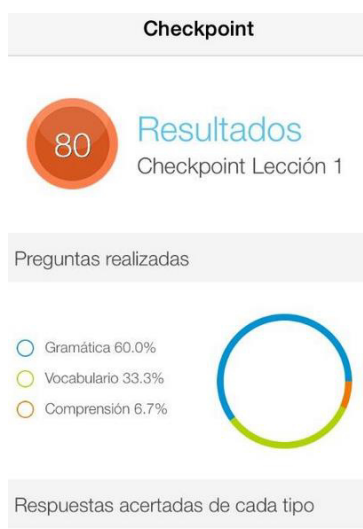 Checkpoint
80
Resultados
Checkpoint Lección 1
Preguntas realizadas
Gramática 60.0%
Vocabulario 33.3%
Comprensión 6.7%
Respuestas acertadas de cada tipo